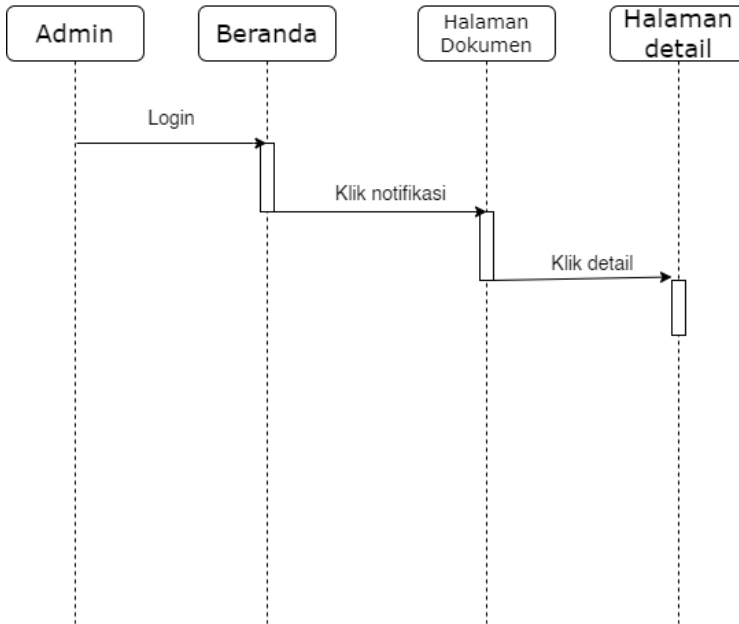 Admin
Beranda
Halaman
Dokumen
Halaman
detail
Login
Klik notifikasi
Klik detail